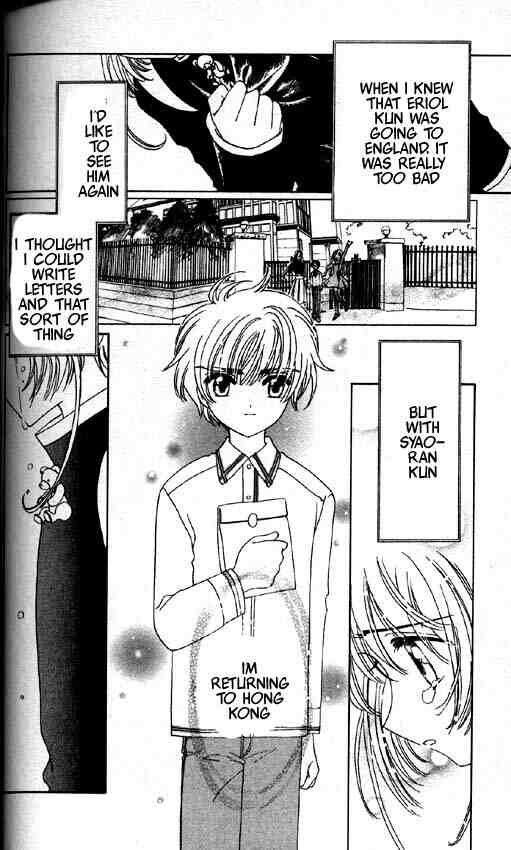 WHEN I KNEW
THAT ERIOL
KUN WAS
GOING TO
ENGLAND. IT
WAS REALLY
TOO BAD
I'D
LIKE
TO
SEE
HIM
AGAIN
I THOUGHT
I COULD
WRITE
LETTERS
AND THAT
SORT OF
THING
BUT
WITH
SYAO-
RAN
KUN
IM
RETURNING
TO HONG
KONG